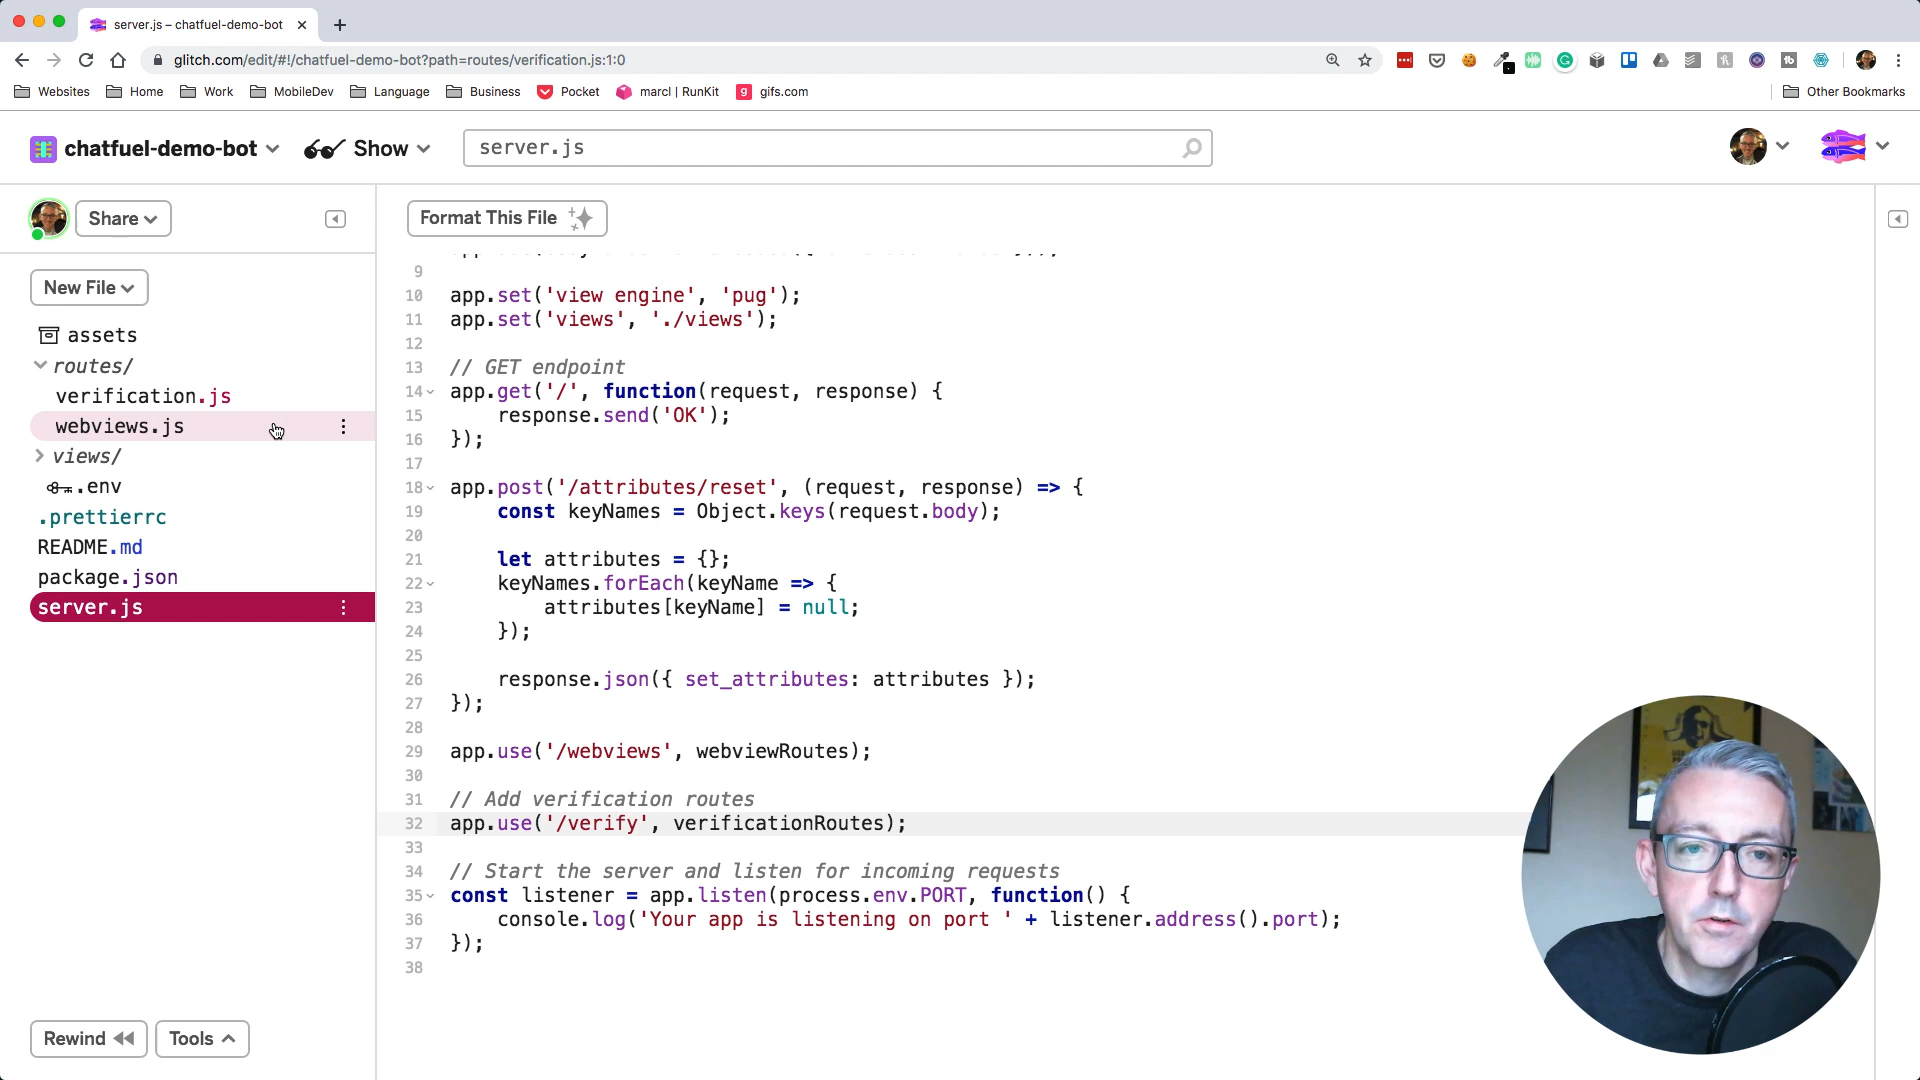 server.js – chatfuel-demo-bot
glitch.com/edit/#!/chatfuel-demo-bot?path=routes/verification.js:1:0
Websites
Home
Work
MobileDev
Language
Business
Pocket
marcl | RunKit
g
gifs.com
Other Bookmarks
chatfuel-demo-bot
Show
server.js
Share
Format This File
New File
assets
routes/
verification.js
webviews.js
views/
.env
.prettierrc
README.md
package.json
server.js
9
10 app.set('view engine', 'pug');
11 app.set('views', './views');
12
13 // GET endpoint
14 app.get('/', function(request, response) {
15 response.send('OK');
16 });
17
18 app.post('/attributes/reset', (request, response) => {
19 const keyNames = Object.keys(request.body);
20
21 let attributes = {};
22 keyNames.forEach(keyName => {
23 attributes[keyName] = null;
24 });
25
26 response.json({ set_attributes: attributes });
27 });
28
29 app.use('/webviews', webviewRoutes);
30
31 // Add verification routes
32 app.use('/verify', verificationRoutes);
33
34 // Start the server and listen for incoming requests
35 const listener = app.listen(process.env.PORT, function() {
36 console.log('Your app is listening on port ' + listener.address().port);
37 });
38
Rewind
Tools